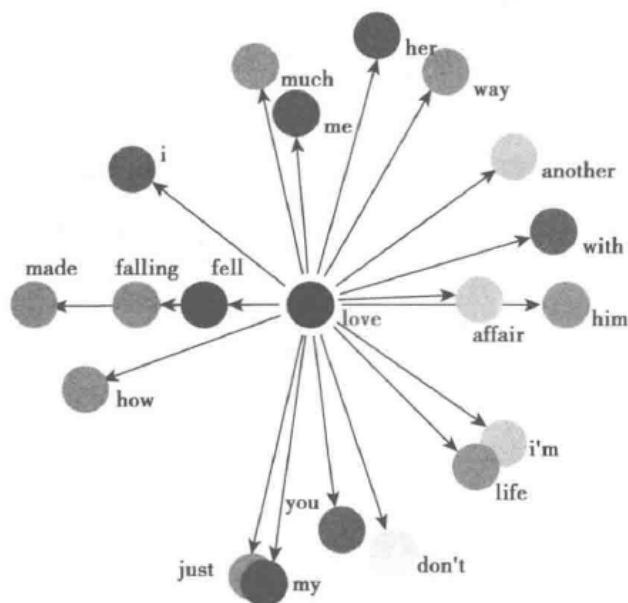 her
much
way
me
i
another
with
made falling fell
love
affair
him
how
i'm
life
you
don't
just
my